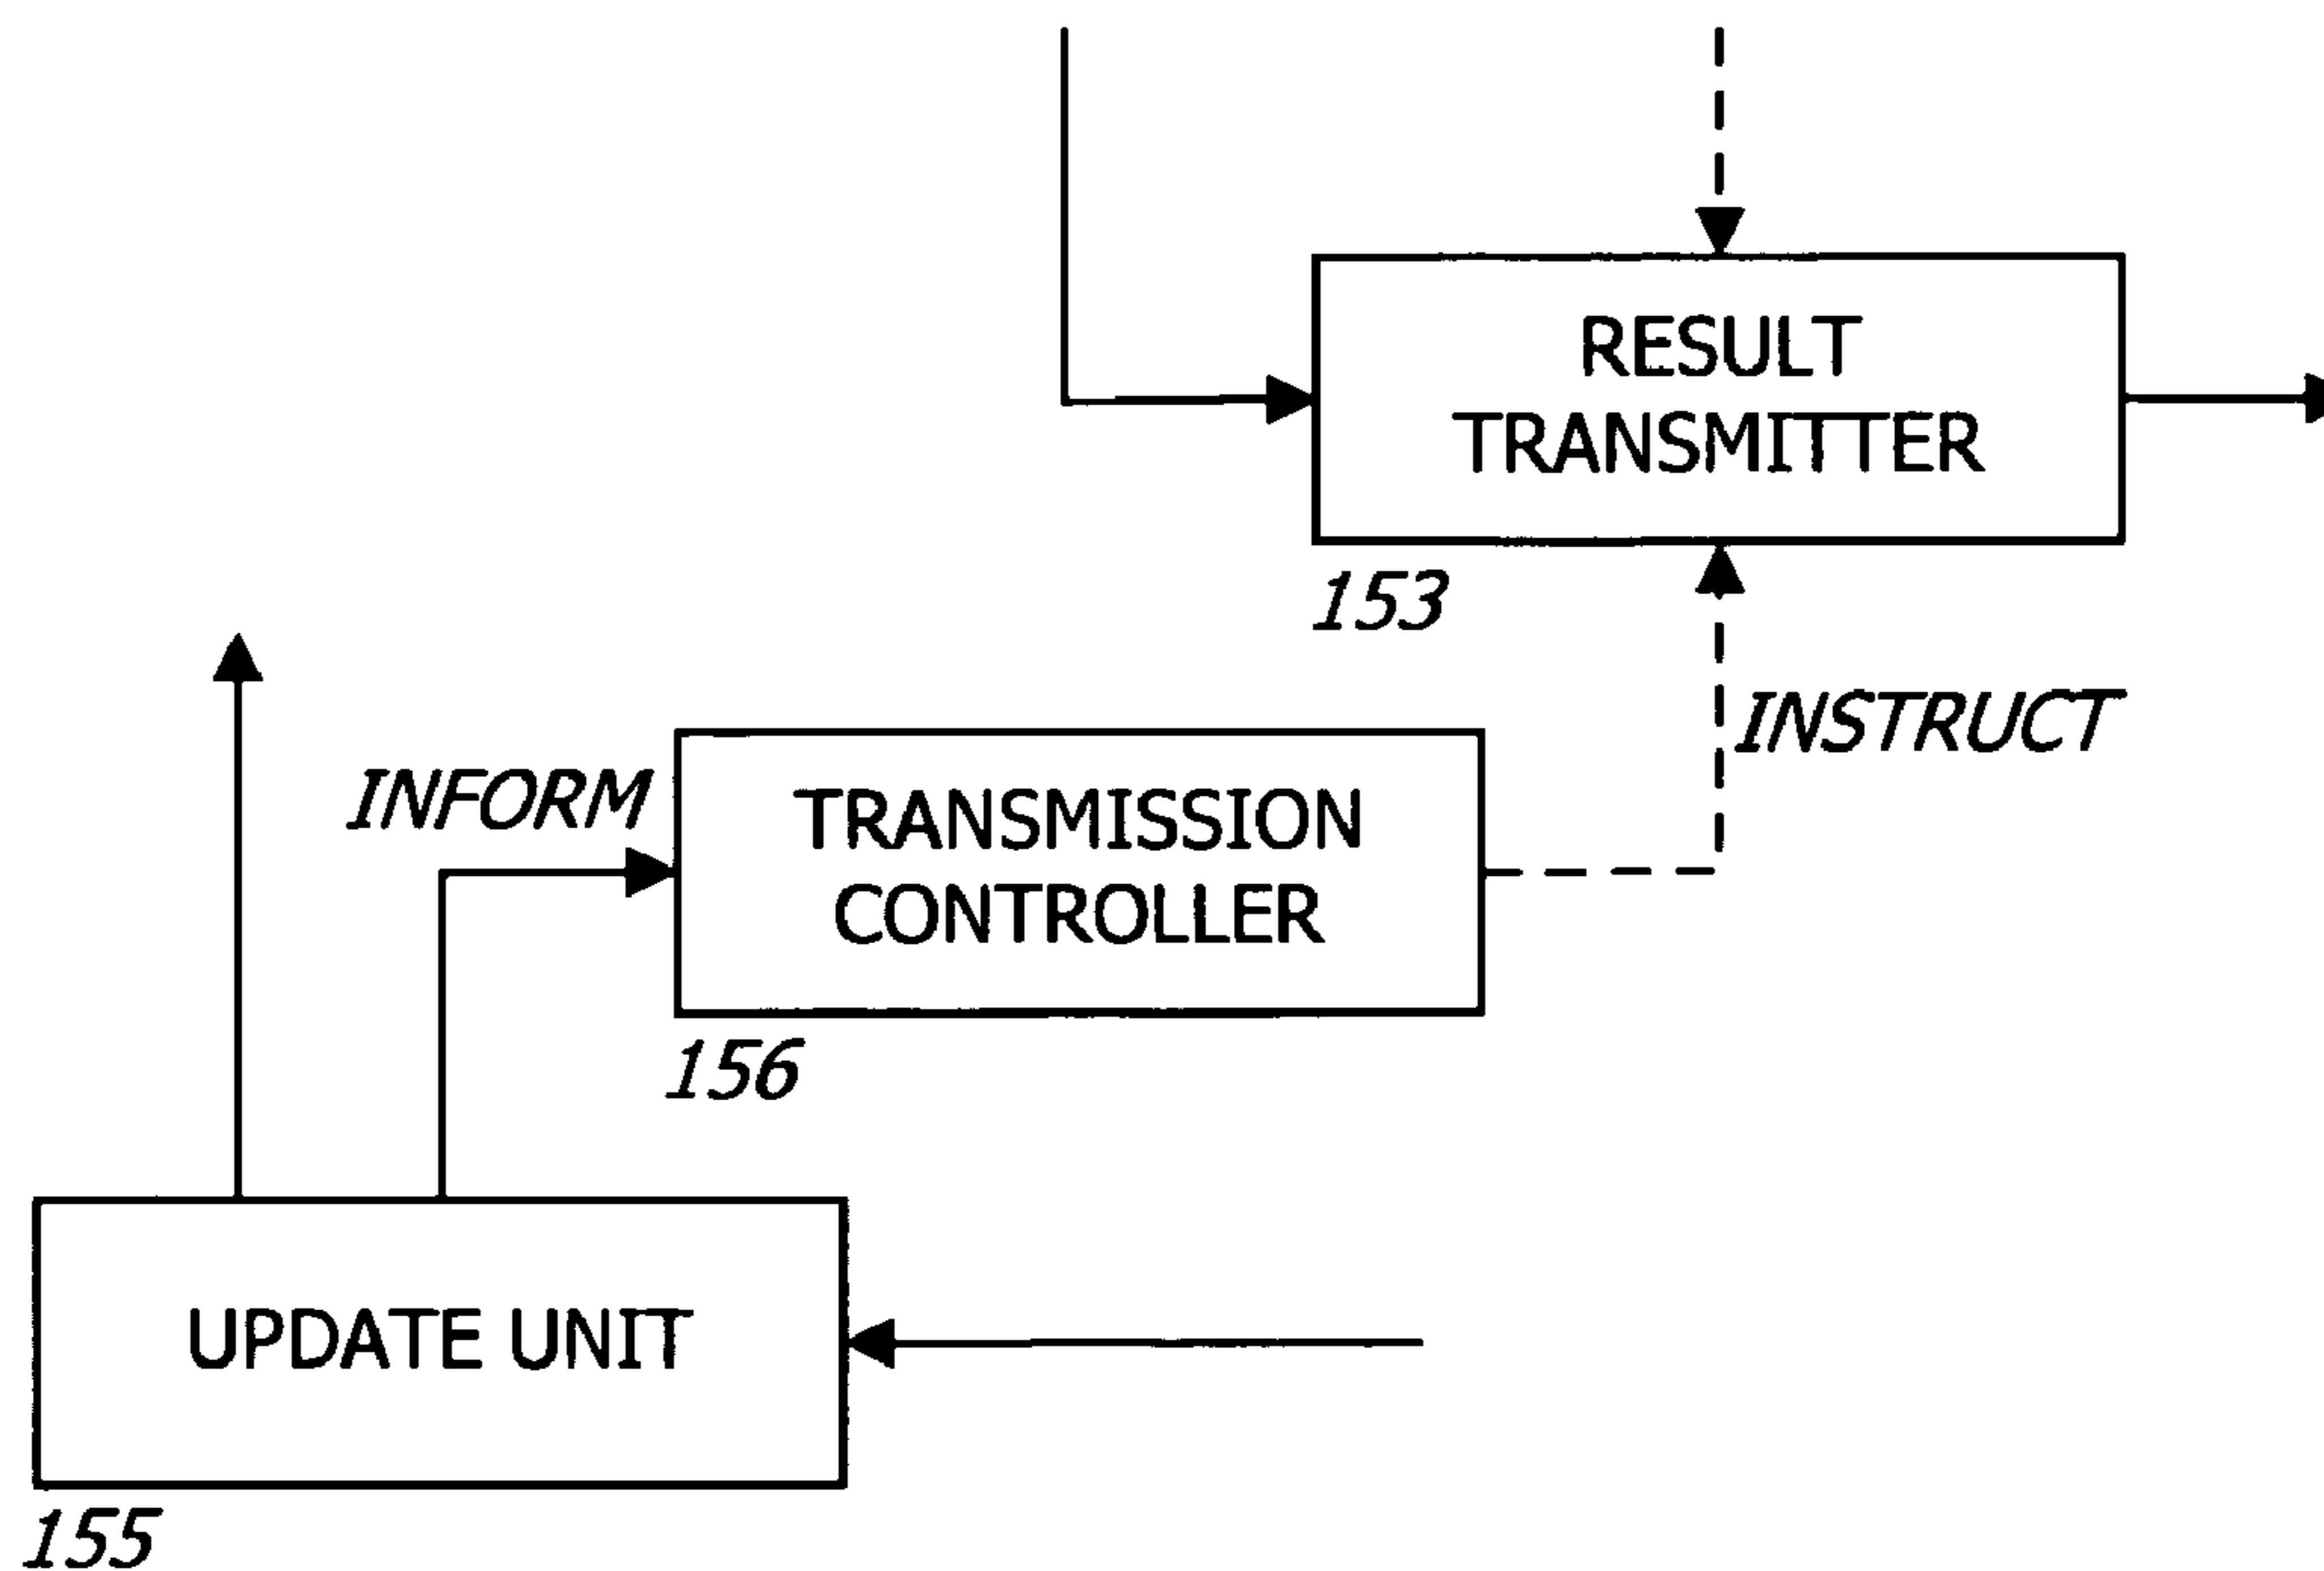 RESULT
TRANSMITTER
153
INSTRUCT
INFORM
TRANSMISSION
CONTROLLER
156
UPDATE UNIT
155